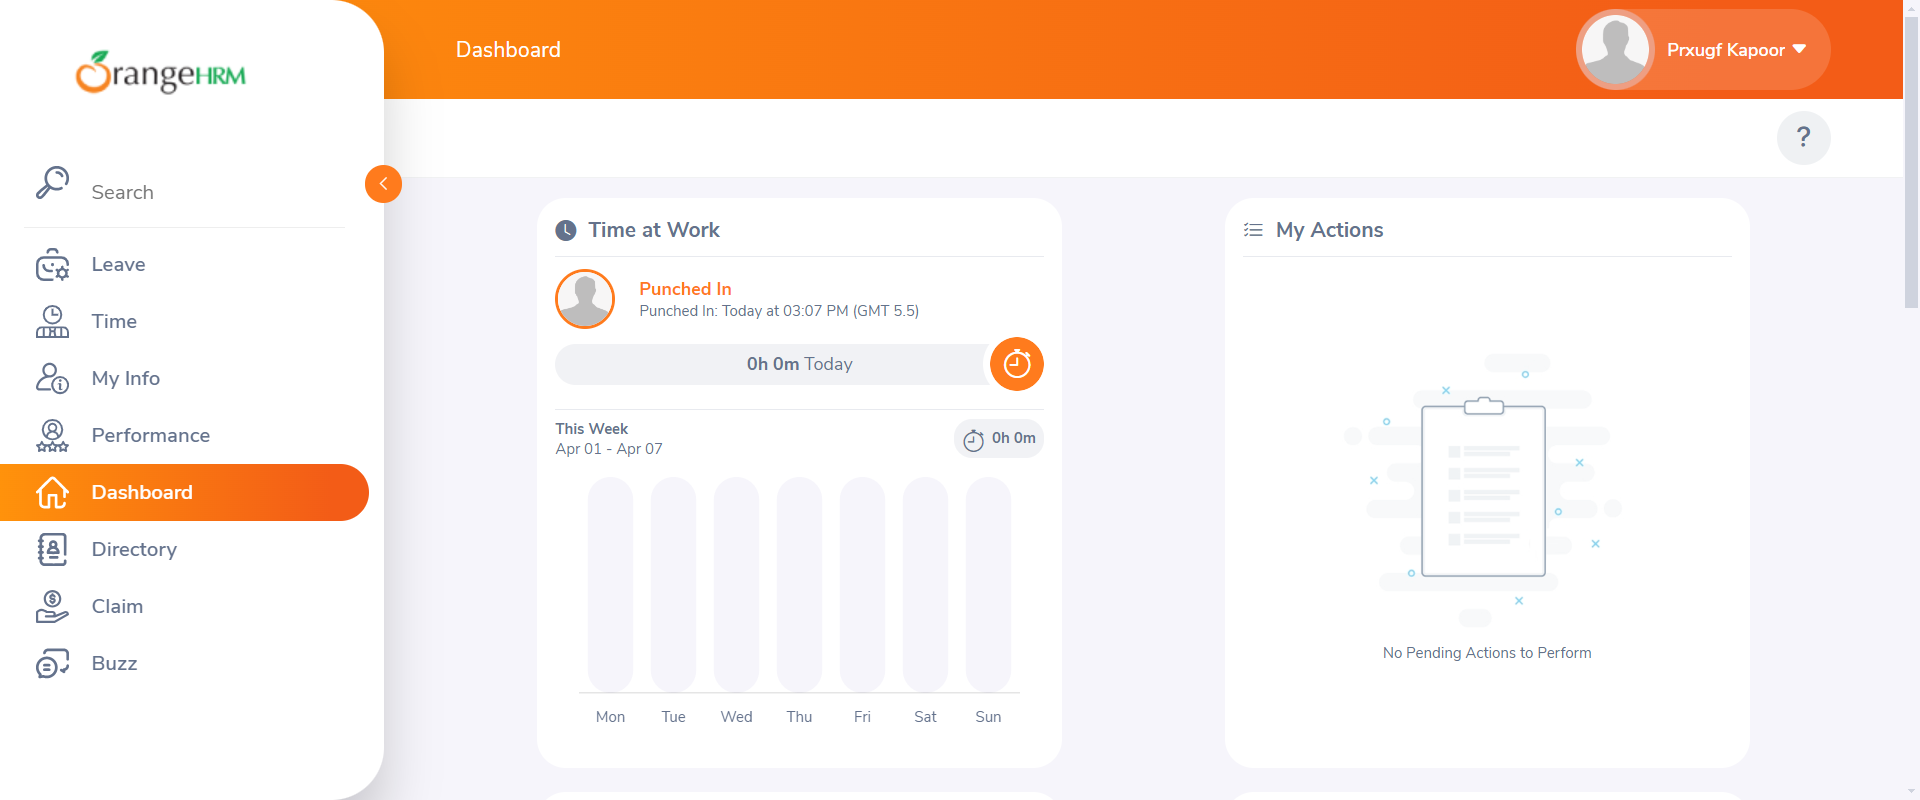 OrangeHRM
Search
Leave
Time
My Info
Performance
Dashboard
Directory
Claim
Buzz
Dashboard
Prxugf Kapoor
?
Time at Work
Punched In
Punched In: Today at 03:07 PM (GMT 5.5)
0h 0m Today
This Week
Apr 01 - Apr 07
0h 0m
Mon Tue Wed Thu Fri Sat Sun
My Actions
No Pending Actions to Perform